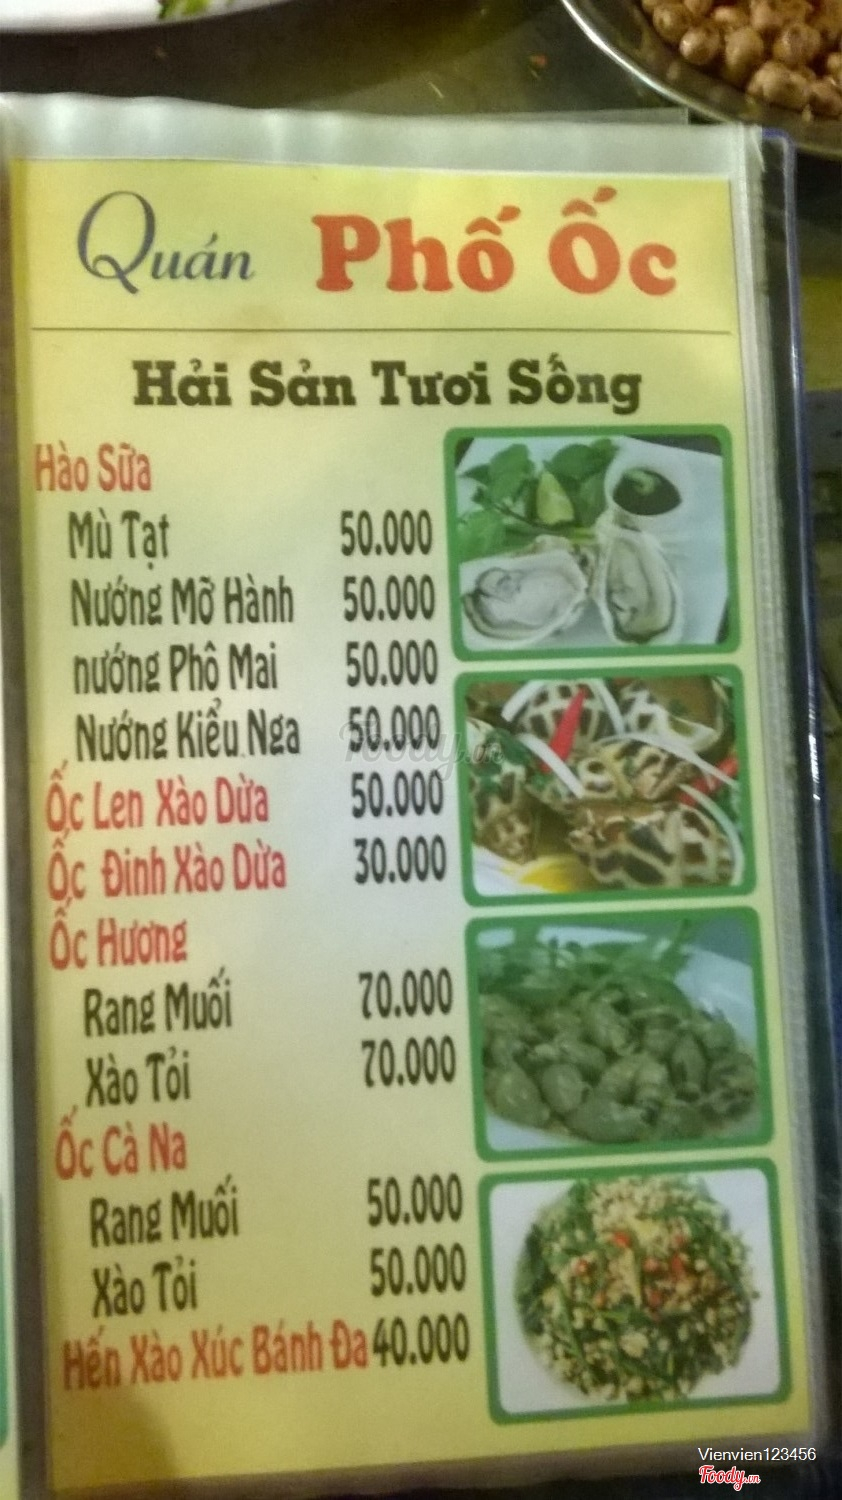 Quán Phố Ốc
Hải Sản Tươi Sống
Hào Sữa
Mù Tạt 50.000
Nướng Mỡ Hành 50.000
nướng Phô Mai 50.000
Nướng Kiểu Nga 50.000
Foody.vn
Ốc Len Xào Dừa 50.000
Ốc Đinh Xào Dừa 30.000
Ốc Hương
Rang Muối 70.000
Xào Tỏi 70.000
Ốc Cà Na
Rang Muối 50.000
Xào Tỏi 50.000
Hến Xào Xúc Bánh Đa 40.000
Vienvien123456
Foody.vn